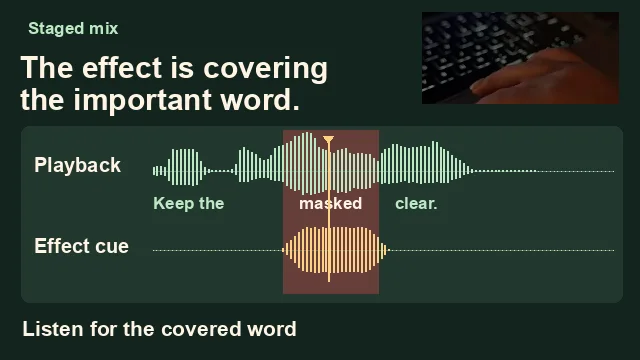 Staged mix
The effect is covering
the important word.
Playback
Keep the masked clear.
Effect cue
Listen for the covered word